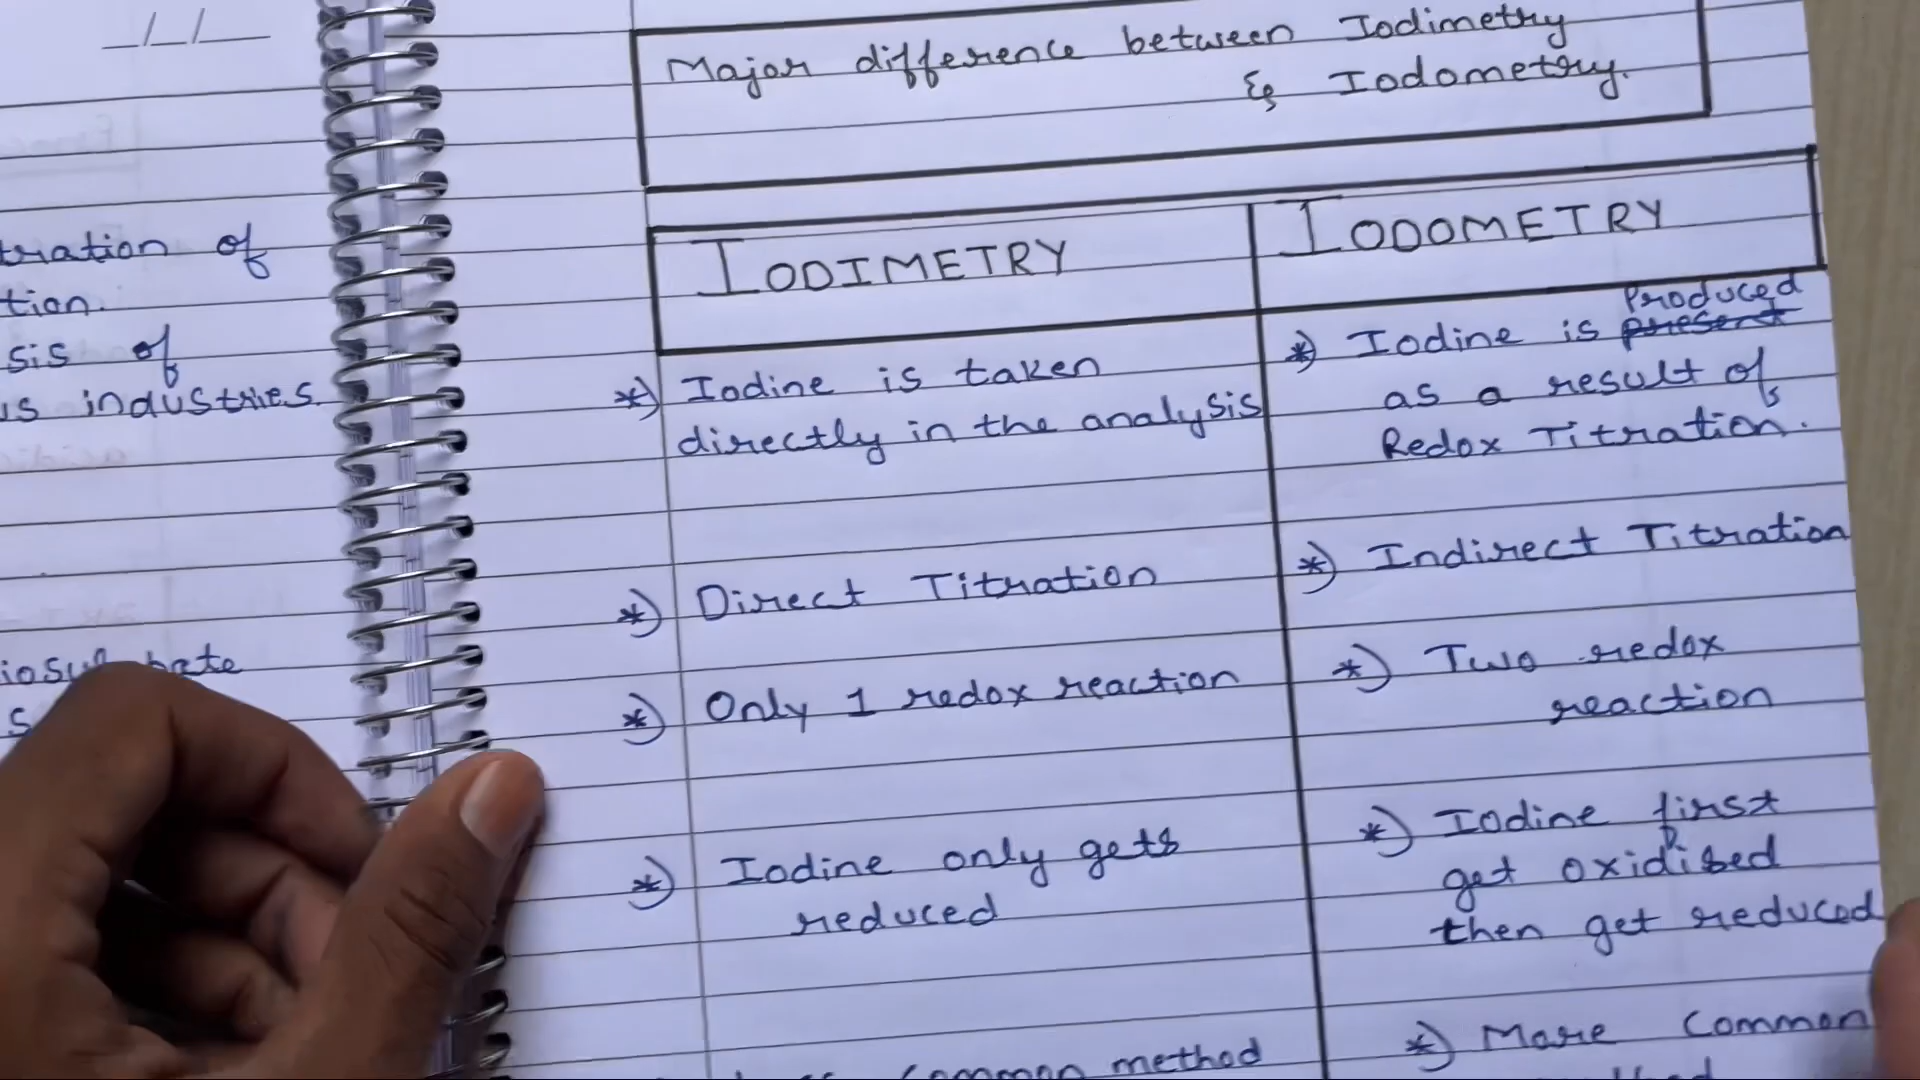 tration of
tion.
sis of
us industries.
Major difference between Iodimetry
& Iodometry.
IODIMETRY
*) Iodine is taken
directly in the analysis
*) Direct Titration
*) Only 1 redox reaction
*) Iodine only gets
reduced
common method
IODOMETRY
Produced
*) Iodine is present
as a result of
Redox Titration.
*) Indirect Titration
*) Two redox
reaction
*) Iodine first
get oxidised
then get reduced
*) More common